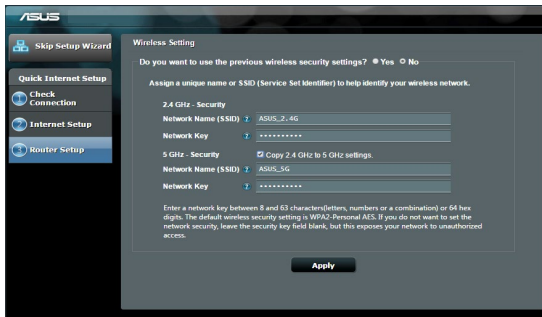 ASUS
Skip Setup Wizard
Quick Internet Setup
1 Check Connection
2 Internet Setup
3 Router Setup
Wireless Setting
Do you want to use the previous wireless security settings? Yes No
Assign a unique name or SSID (Service Set Identifier) to help identify your wireless network.
2.4 GHz - Security
Network Name (SSID) ASUS_2.4G
Network Key ••••••••••
5 GHz - Security Copy 2.4 GHz to 5 GHz settings.
Network Name (SSID) ASUS_5G
Network Key ••••••••••
Enter a network key between 8 and 63 characters(letters, numbers or a combination) or 64 hex
digits. The default wireless security setting is WPA2-Personal AES. If you do not want to set the
network security, leave the security key field blank, but this exposes your network to unauthorized
access.
Apply